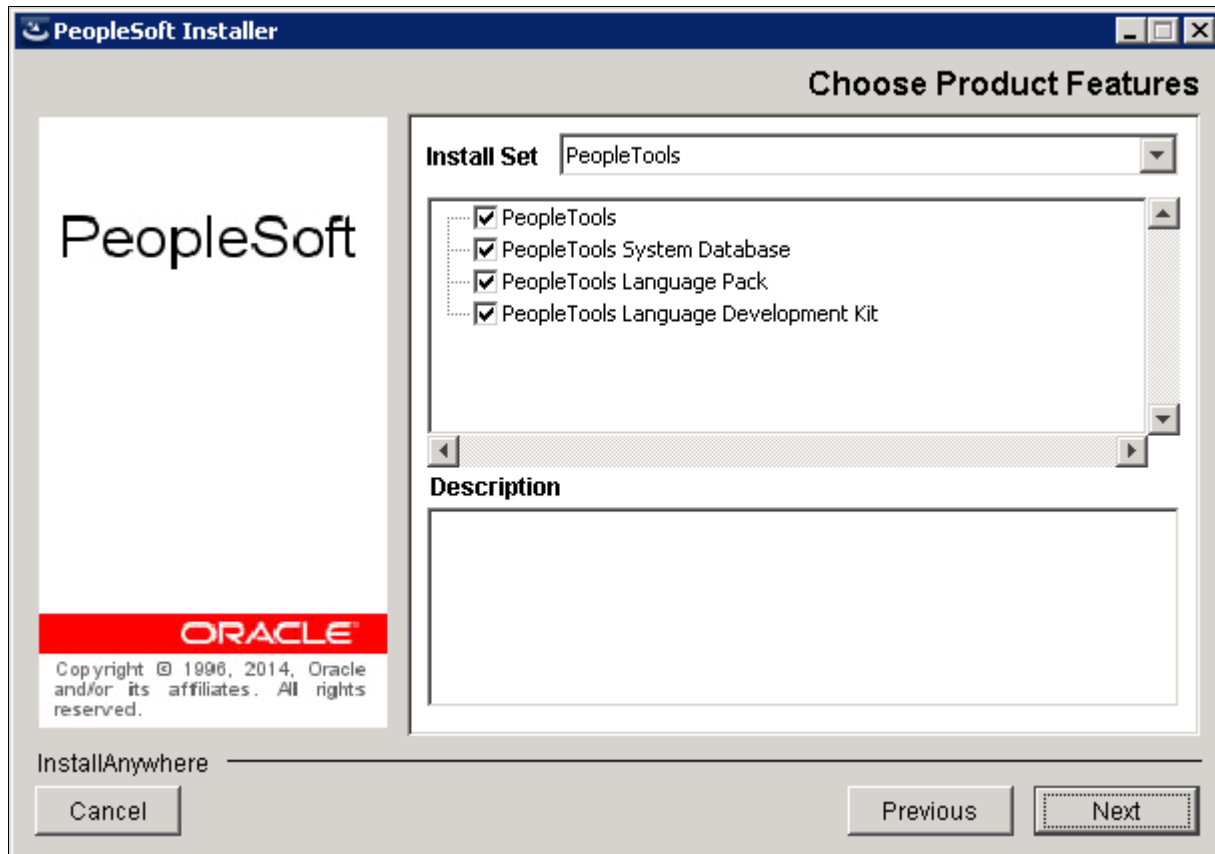 PeopleSoft Installer
Choose Product Features
PeopleSoft
ORACLE
Copyright © 1996, 2014, Oracle
and/or its affiliates. All rights
reserved.
Install Set PeopleTools
PeopleTools
PeopleTools System Database
PeopleTools Language Pack
PeopleTools Language Development Kit
Description
InstallAnywhere
Cancel
Previous
Next